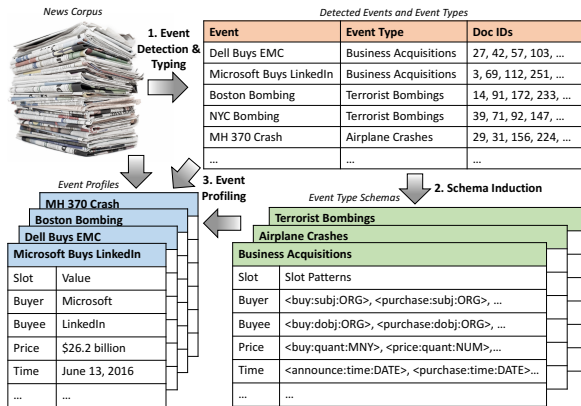 News Corpus
1. Event Detection & Typing
Detected Events and Event Types
Event Event Type Doc IDs
Dell Buys EMC Business Acquisitions 27, 42, 57, 103, ...
Microsoft Buys LinkedIn Business Acquisitions 3, 69, 112, 251, ...
Boston Bombing Terrorist Bombings 14, 91, 172, 233, ...
NYC Bombing Terrorist Bombings 39, 71, 92, 147, ...
MH 370 Crash Airplane Crashes 29, 31, 156, 224, ...
... ... ...
2. Schema Induction
3. Event Profiling
Event Profiles
MH 370 Crash
Boston Bombing
Dell Buys EMC
Microsoft Buys LinkedIn
Slot Value
Buyer Microsoft
Buyee LinkedIn
Price $26.2 billion
Time June 13, 2016
... ...
Event Type Schemas
Terrorist Bombings
Airplane Crashes
Business Acquisitions
Slot Slot Patterns
Buyer <buy:subj:ORG>, <purchase:subj:ORG>, ...
Buyee <buy:dobj:ORG>, <purchase:dobj:ORG>, ...
Price <buy:quant:MNY>, <price:quant:NUM>,...
Time <announce:time:DATE>, <purchase:time:DATE>...
... ...